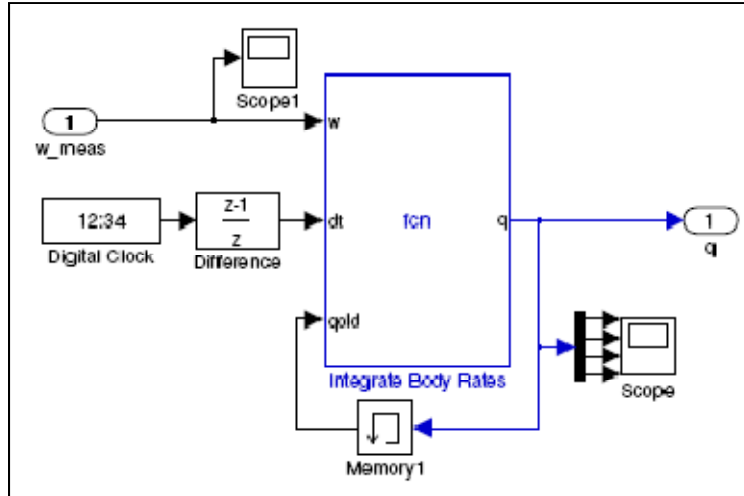 Scope1
1
w_meas
w
12:34
Digital Clock
z-1
z
Difference
dt
fcn
q
1
q
qold
Integrate Body Rates
Scope
Memory1